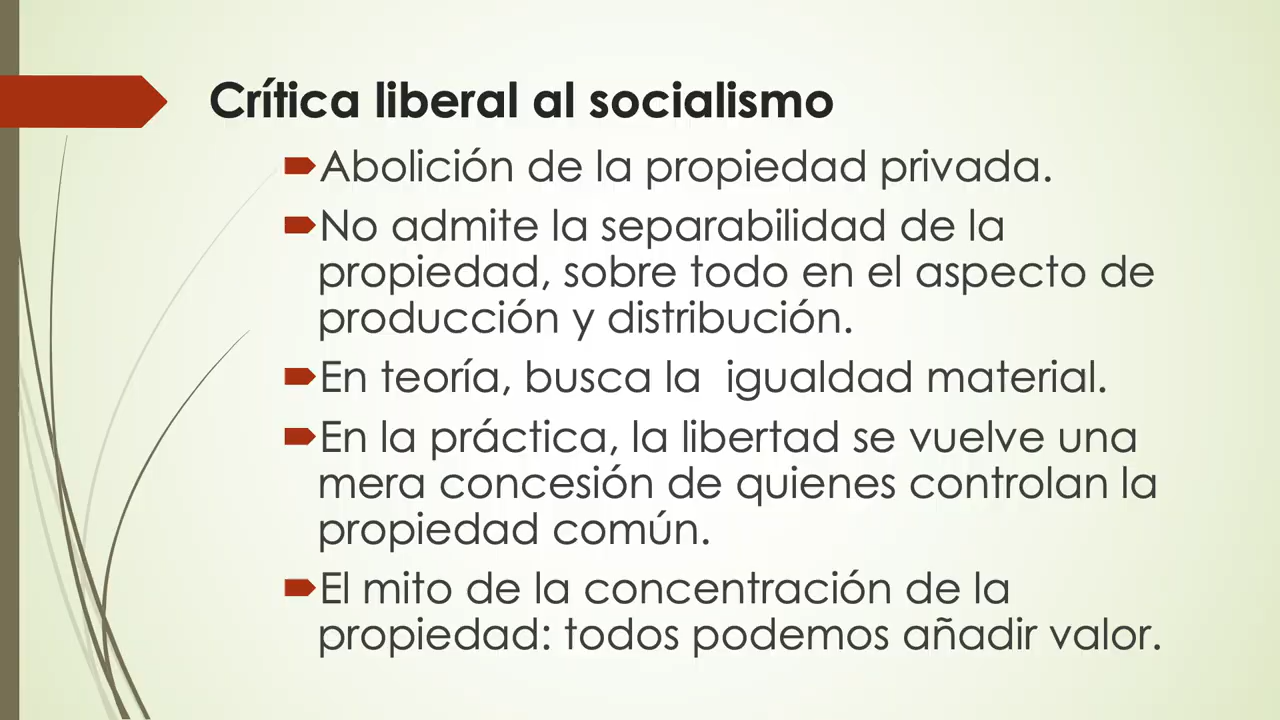 Crítica liberal al socialismo
Abolición de la propiedad privada.
No admite la separabilidad de la
propiedad, sobre todo en el aspecto de
producción y distribución.
En teoría, busca la  igualdad material.
En la práctica, la libertad se vuelve una
mera concesión de quienes controlan la
propiedad común.
El mito de la concentración de la
propiedad: todos podemos añadir valor.